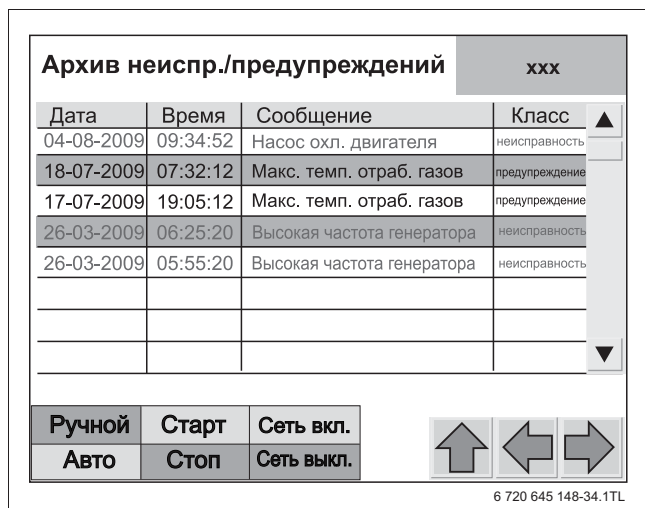 Архив неиспр./предупреждений xxx
Дата Время Сообщение Класс
04-08-2009 09:34:52 Насос охл. двигателя неисправность
18-07-2009 07:32:12 Макс. темп. отраб. газов предупреждение
17-07-2009 19:05:12 Макс. темп. отраб. газов предупреждение
26-03-2009 06:25:20 Высокая частота генератора неисправность
26-03-2009 05:55:20 Высокая частота генератора неисправность
Ручной Старт Сеть вкл.
Авто Стоп Сеть выкл.
6 720 645 148-34.1TL